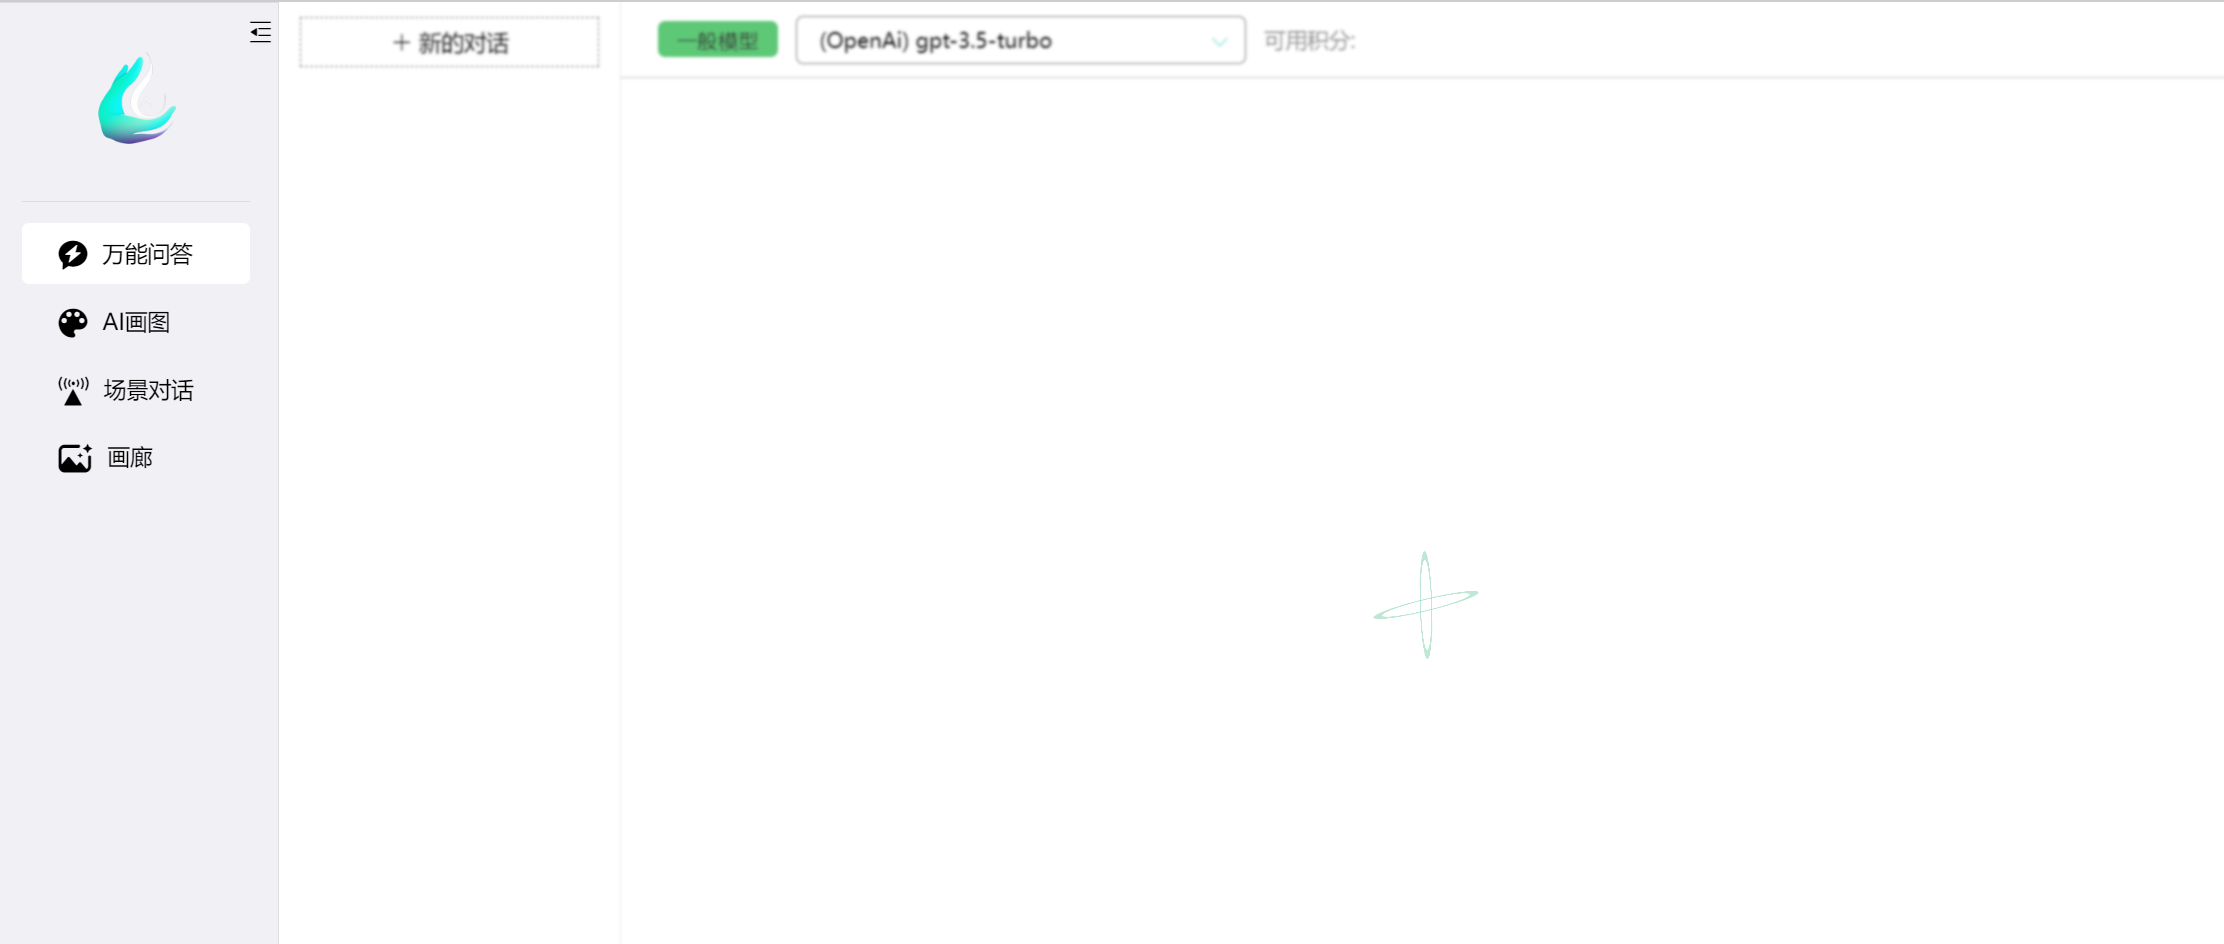 万能问答
AI画图
场景对话
画廊
+ 新的对话
一般模型
(OpenAi) gpt-3.5-turbo
可用积分: